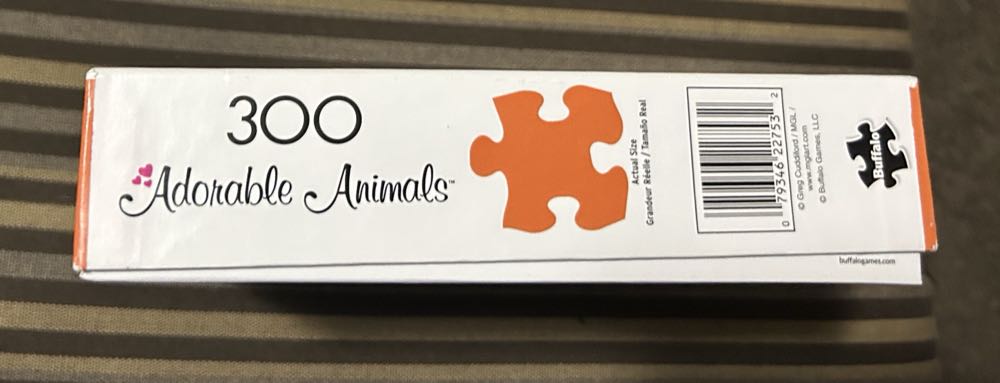 300
Adorable Animals™
Actual Size
Grandeur Réelle / Tamaño Real
0 79346 22753 2
© Greg Cuddiford / MGL /
www.mglart.com
© Buffalo Games, LLC
Buffalo
buffalogames.com